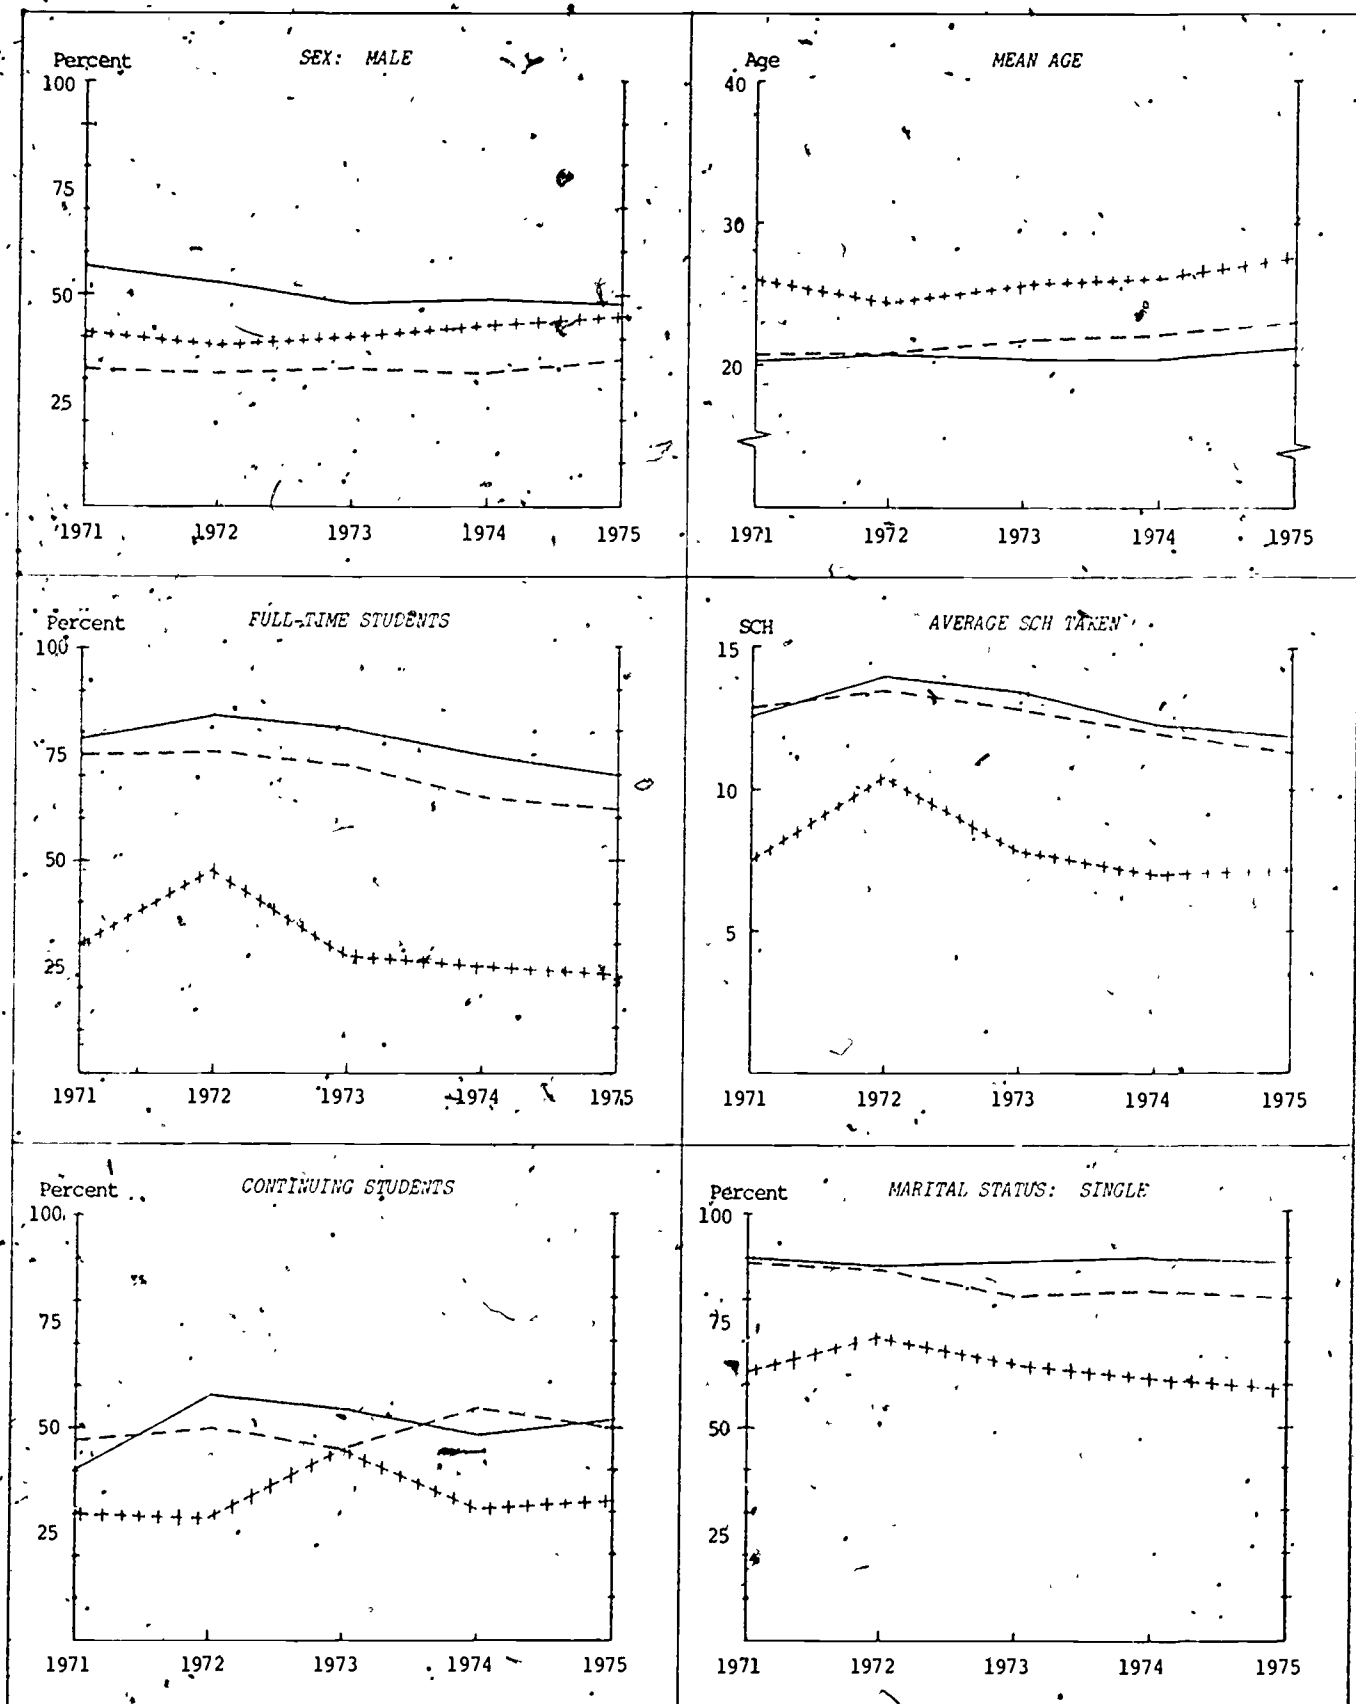 Percent SEX: MALE
100
75
50
25
1971 1972 1973 1974 1975
Age MEAN AGE
40
30
20
1971 1972 1973 1974 1975
Percent FULL-TIME STUDENTS
100
75
50
25
1971 1972 1973 1974 1975
SCH AVERAGE SCH TAKEN
15
10
5
1971 1972 1973 1974 1975
Percent CONTINUING STUDENTS
100
75
50
25
1971 1972 1973 1974 1975
Percent MARITAL STATUS: SINGLE
100
75
50
25
1971 1972 1973 1974 1975